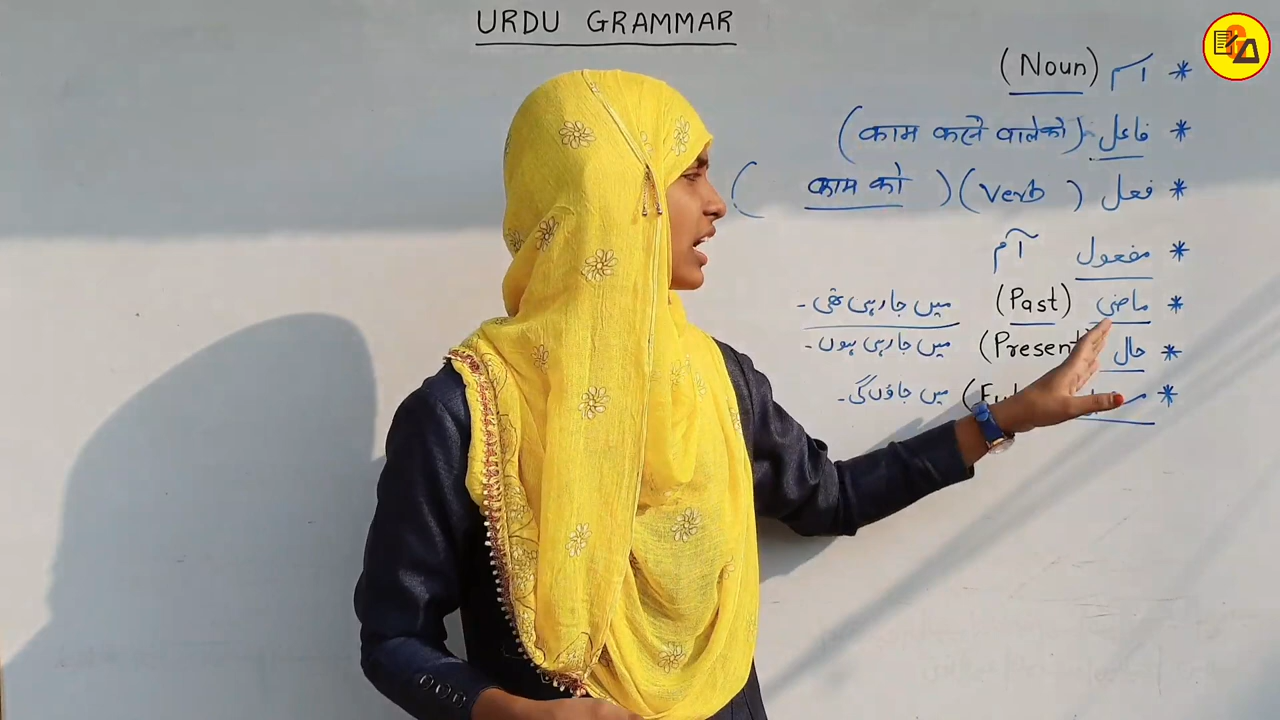 URDU GRAMMAR
* اسم (Noun)
* فاعل (काम करने वाले को)
* فعل (Verb) (काम को)
* مفعول آم
* ماضی (Past) میں جا رہی تھی ۔
* حال (Present) میں جا رہی ہوں ۔
* میں جاؤں گی ۔